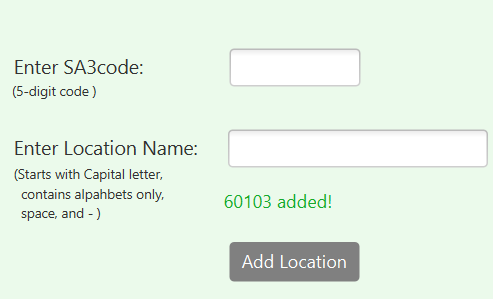 Enter SA3code:
(5-digit code )
Enter Location Name:
(Starts with Capital letter,
contains alpahbets only,
space, and - )
60103 added!
Add Location